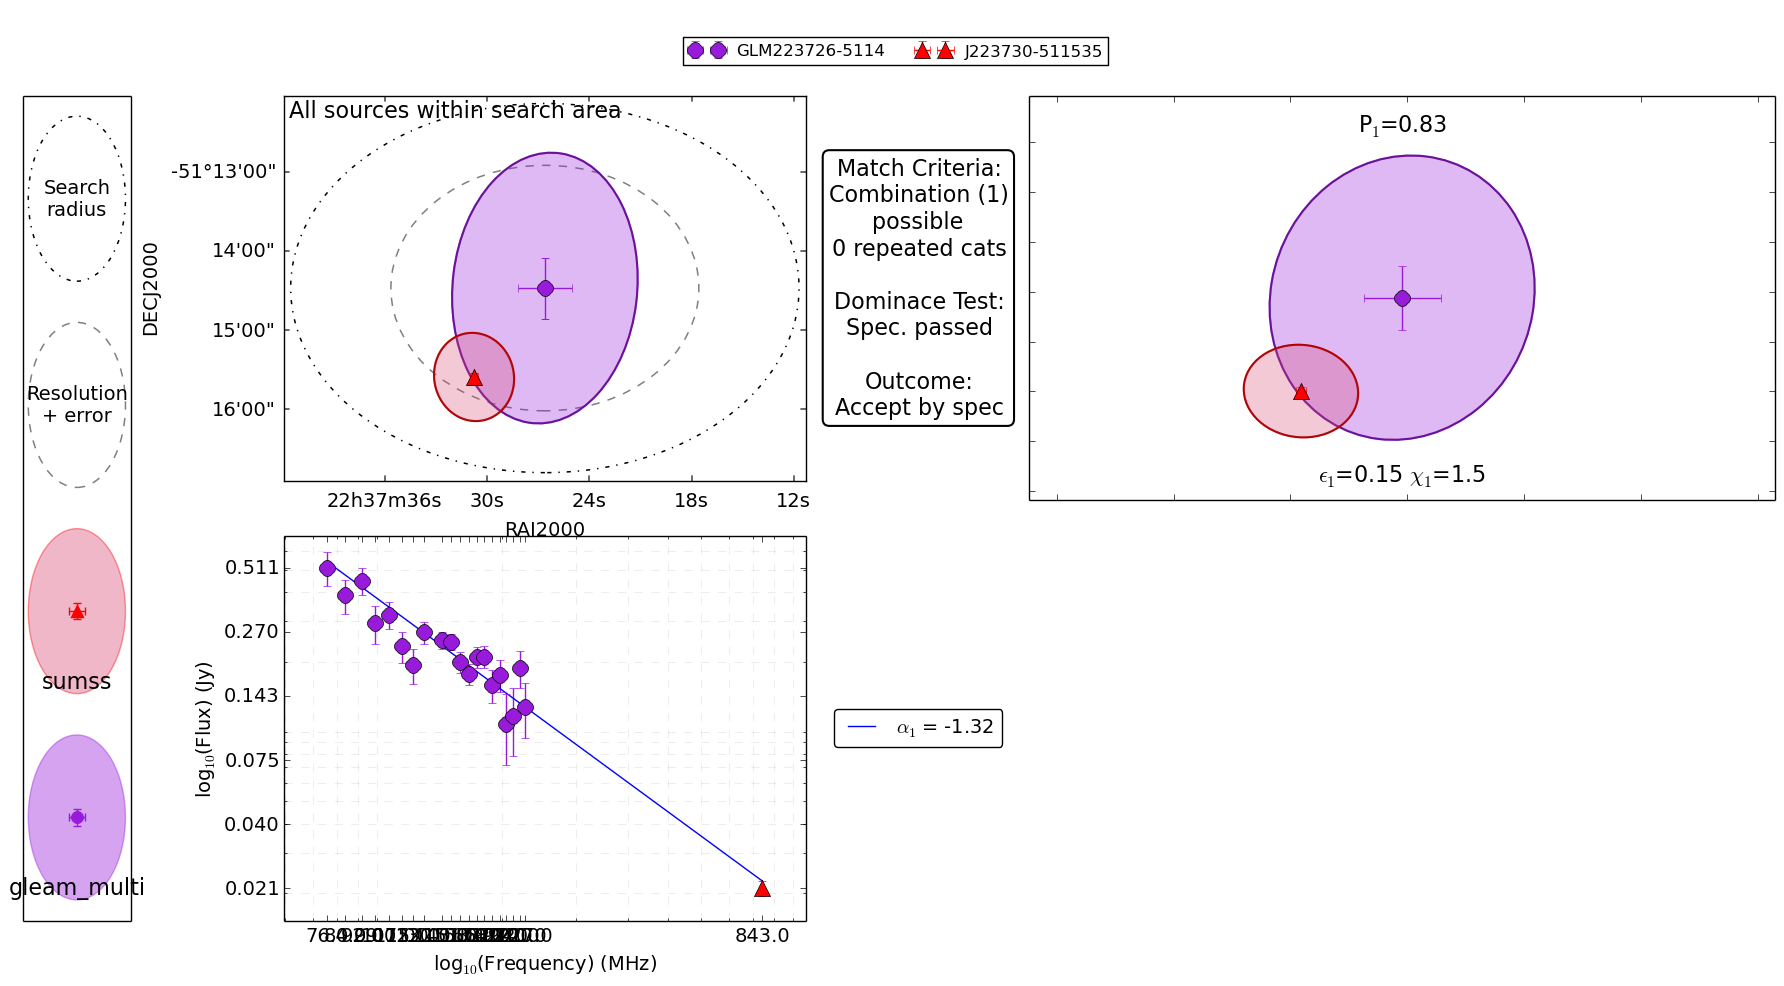 GLM223726-5114
J223730-511535
Search
radius
Resolution
+ error
sumss
gleam_multi
All sources within search area
DECJ2000
-51°13'00"
14'00"
15'00"
16'00"
22h37m36s
30s
24s
18s
12s
RAJ2000
Match Criteria:
Combination (1)
possible
0 repeated cats
Dominace Test:
Spec. passed
Outcome:
Accept by spec
P₁=0.83
ϵ₁=0.15 χ₁=1.5
log₁₀(Flux) (Jy)
0.511
0.270
0.143
0.075
0.040
0.021
843.0
log₁₀(Frequency) (MHz)
α₁ = -1.32